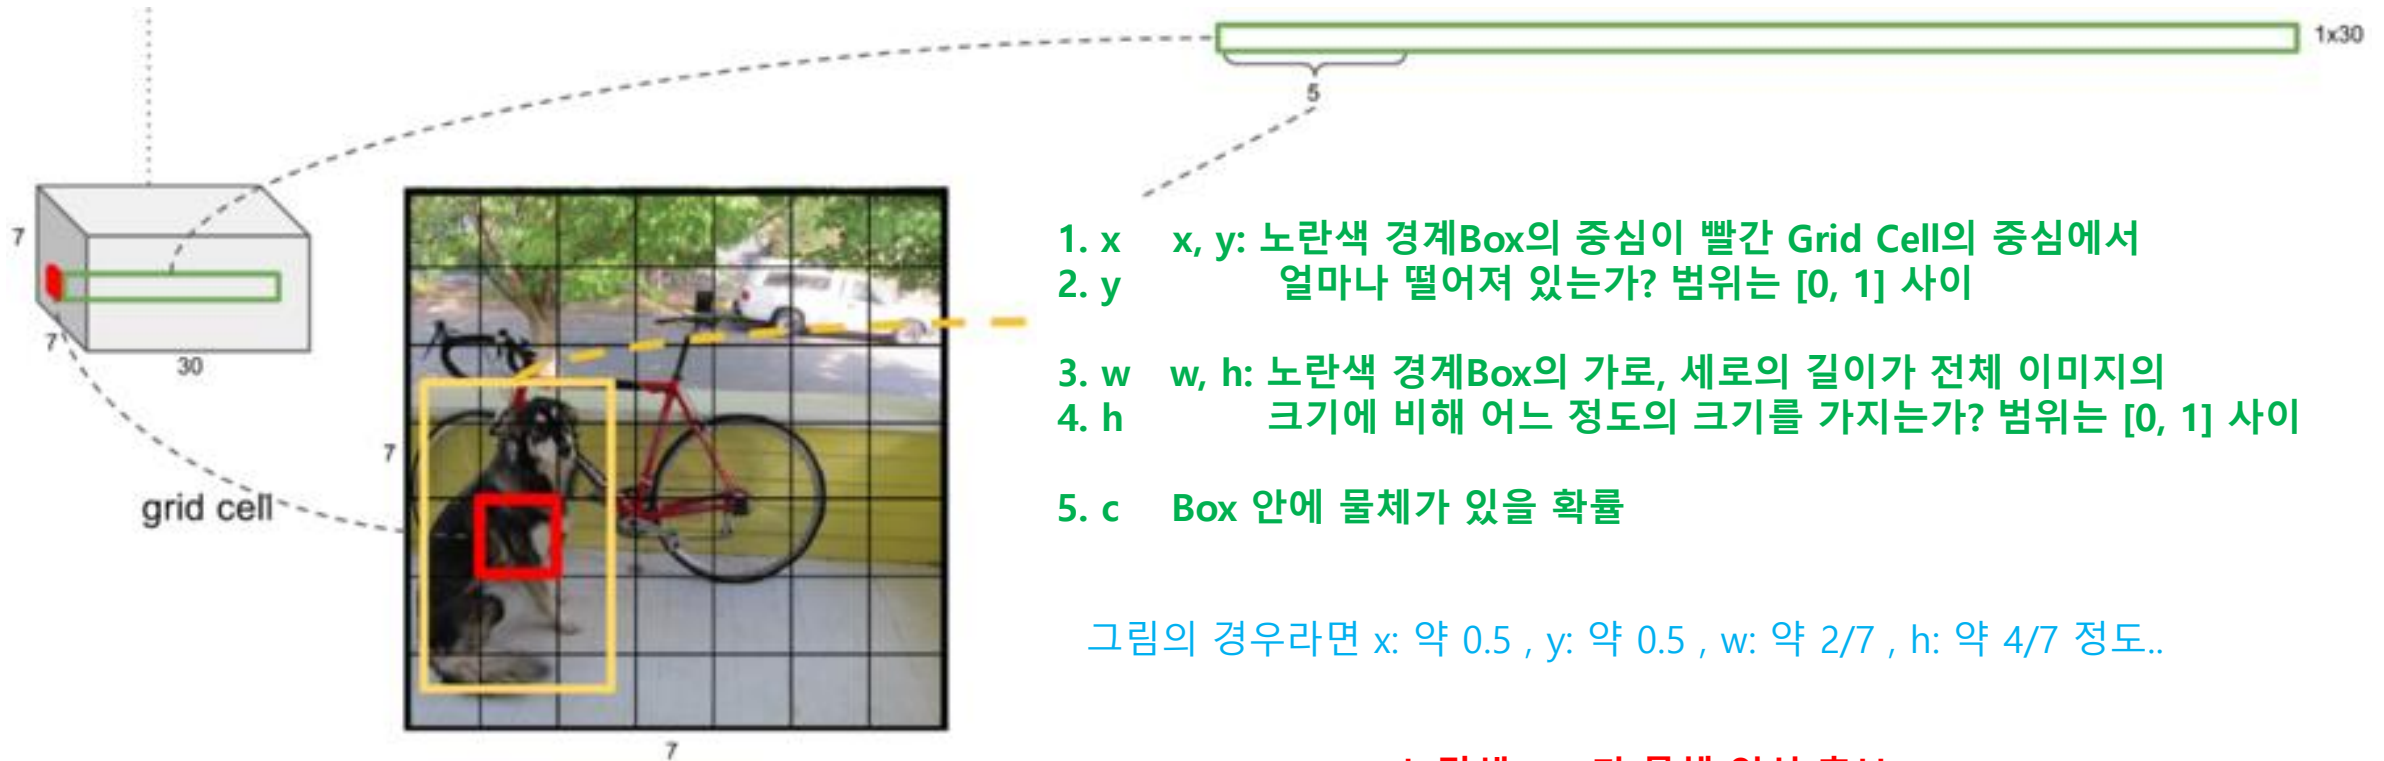 1x30
5
7
7
30
grid cell
7
7
1. x x, y: 노란색 경계Box의 중심이 빨간 Grid Cell의 중심에서
2. y 얼마나 떨어져 있는가? 범위는 [0, 1] 사이
3. w w, h: 노란색 경계Box의 가로, 세로의 길이가 전체 이미지의
4. h 크기에 비해 어느 정도의 크기를 가지는가? 범위는 [0, 1] 사이
5. c Box 안에 물체가 있을 확률
그림의 경우라면 x: 약 0.5 , y: 약 0.5 , w: 약 2/7 , h: 약 4/7 정도..